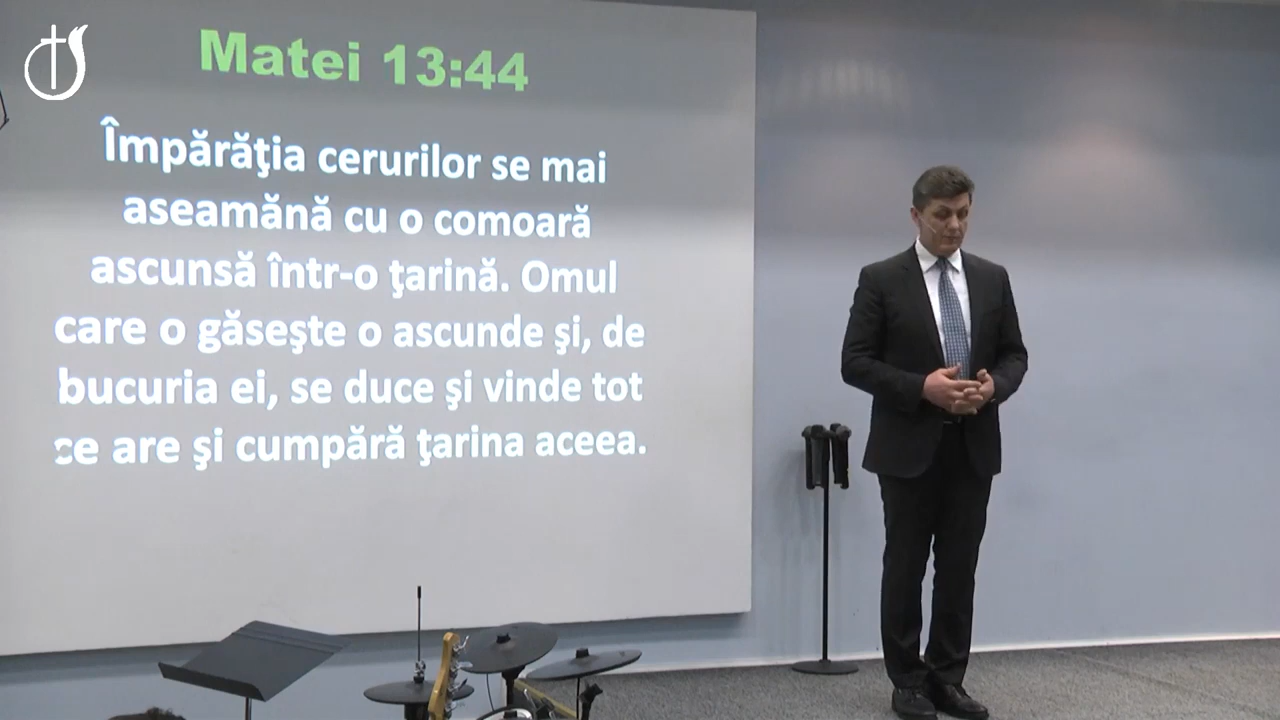 Matei 13:44
Împărăţia cerurilor se mai
aseamănă cu o comoară
ascunsă într-o ţarină. Omul
care o găseşte o ascunde şi, de
bucuria ei, se duce şi vinde tot
ce are şi cumpără ţarina aceea.